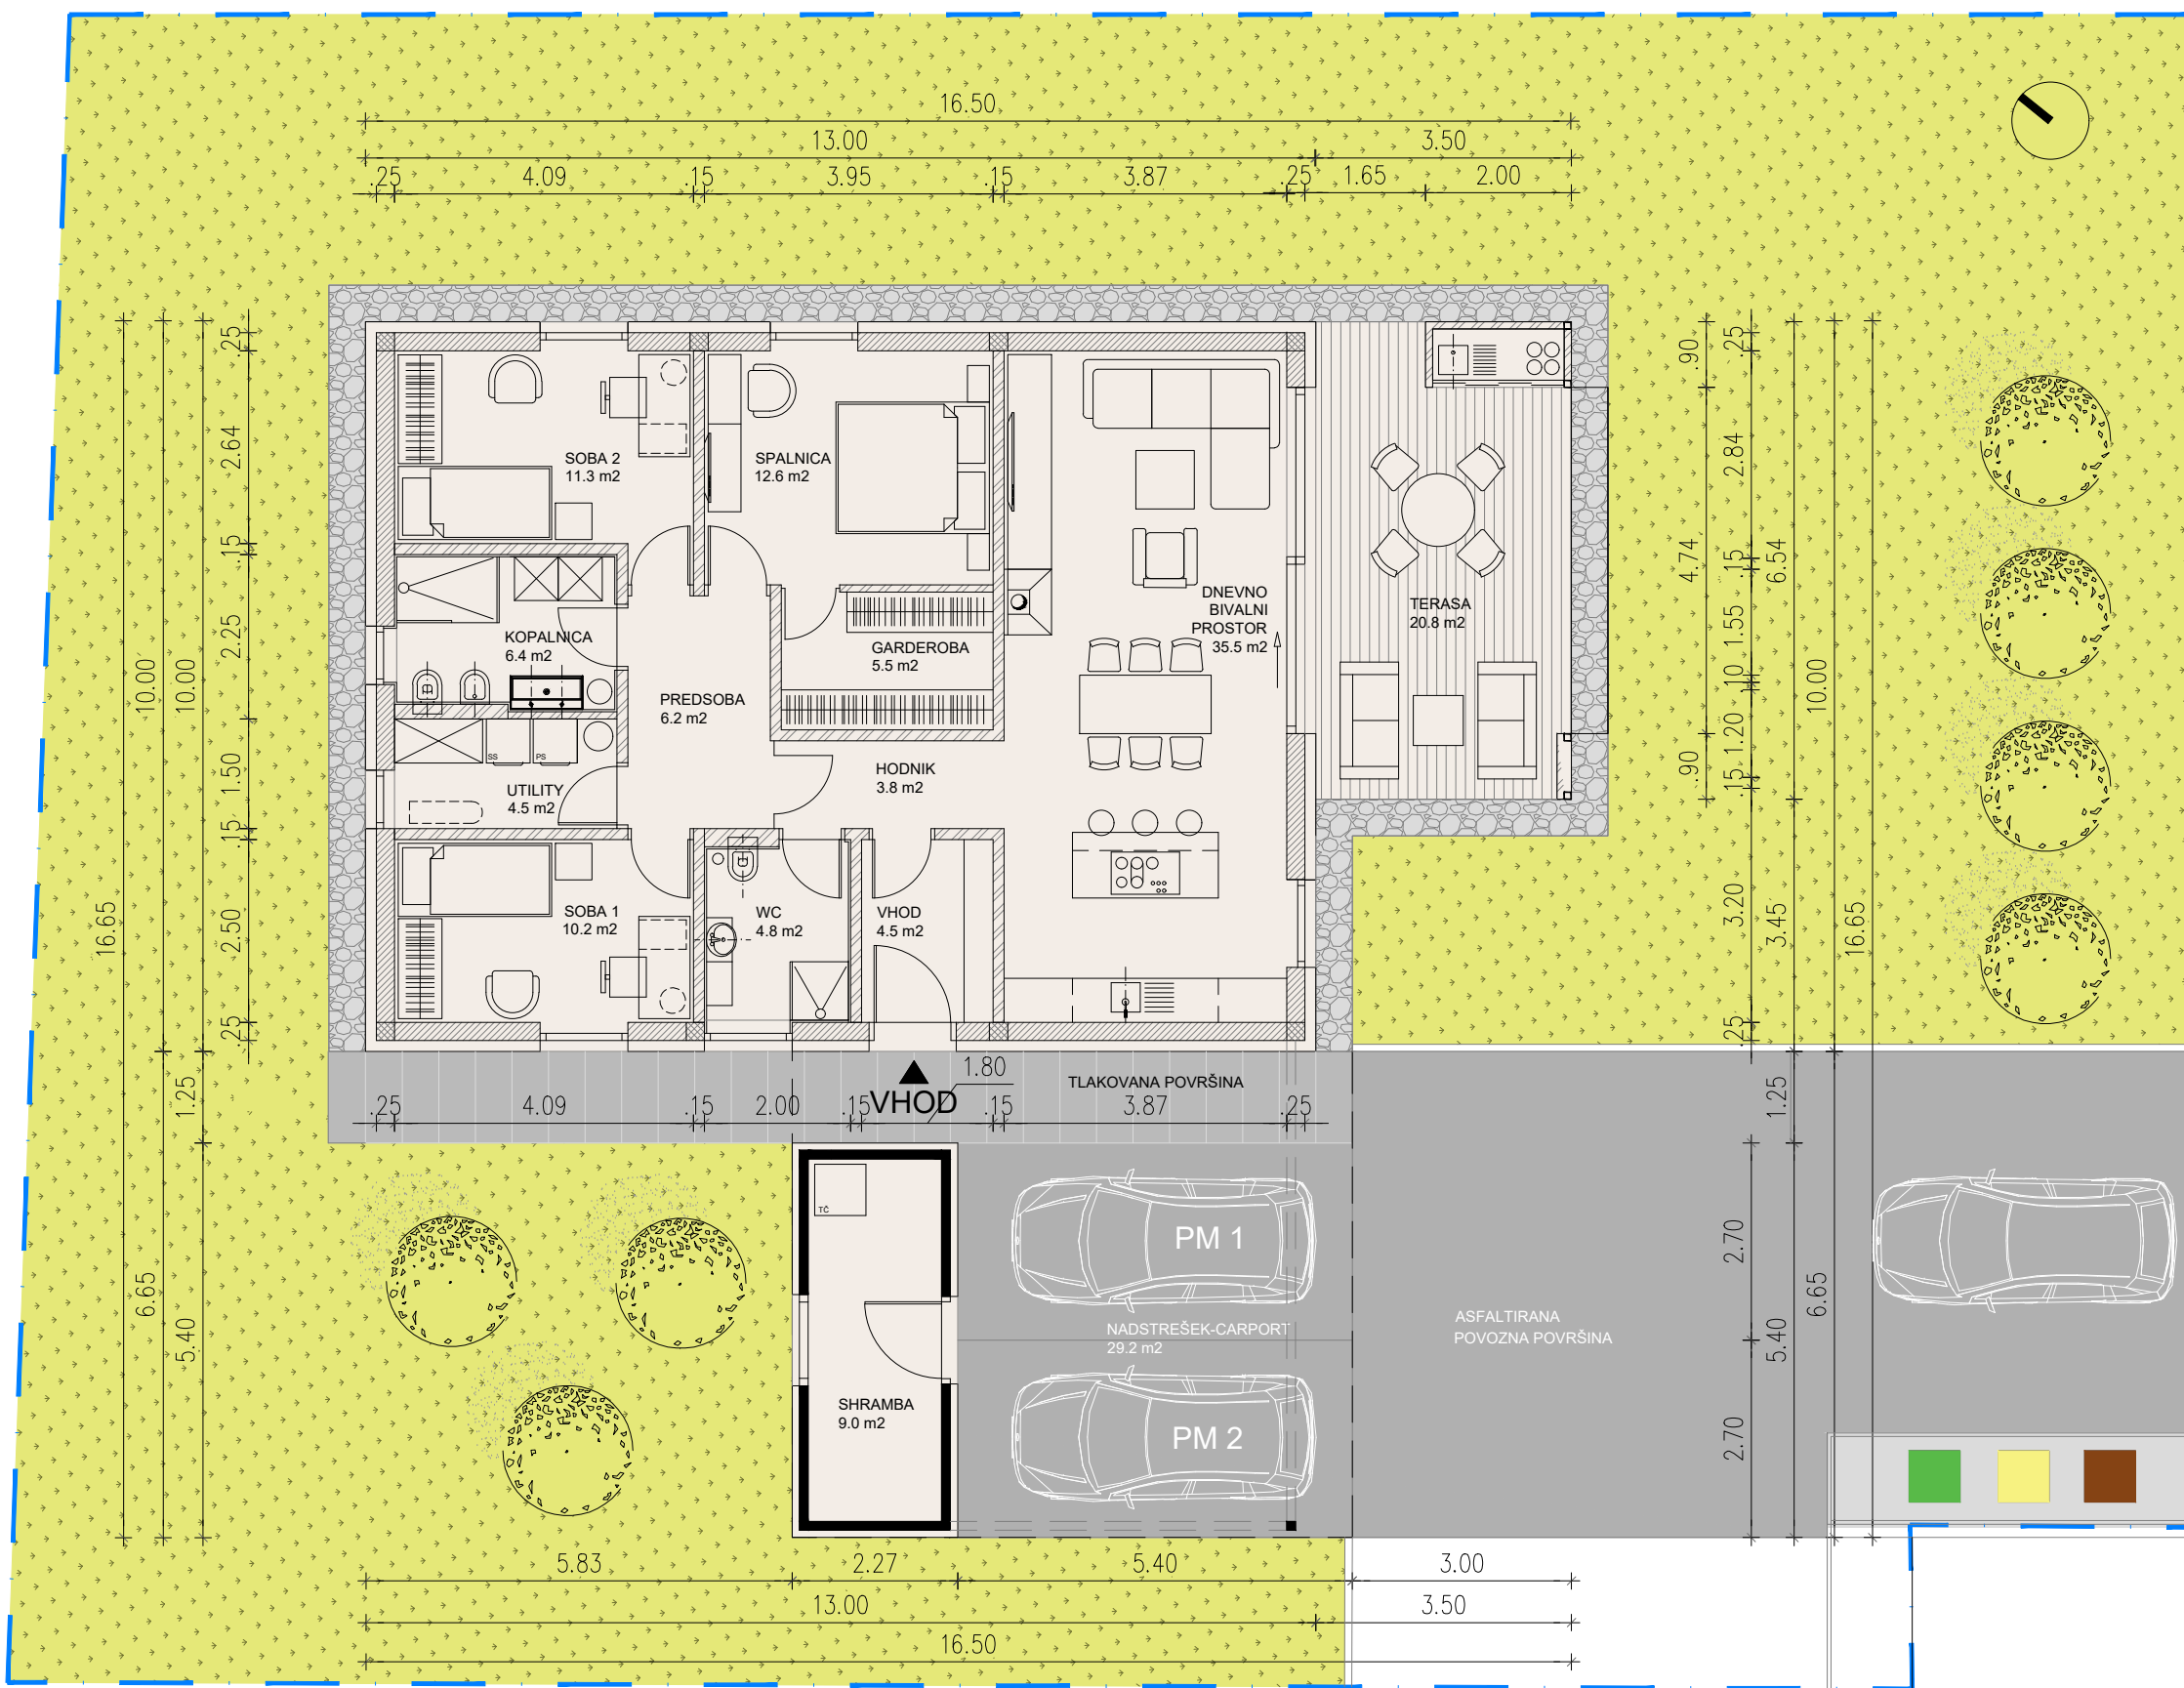 16.50
13.00
3.50
.25
4.09
.15
3.95
.15
3.87
.25
1.65
2.00
.25
2.64
.15
2.25
1.50
.15
2.50
.25
10.00
10.00
16.65
1.25
6.65
5.40
SOBA 2
11.3 m2
SPALNICA
12.6 m2
DNEVNO
BIVALNI
PROSTOR
35.5 m2
TERASA
20.8 m2
KOPALNICA
6.4 m2
GARDEROBA
5.5 m2
PREDSOBA
6.2 m2
SS
PS
UTILITY
4.5 m2
HODNIK
3.8 m2
SOBA 1
10.2 m2
WC
4.8 m2
VHOD
4.5 m2
.90
4.74
.90
.25
2.84
.15
1.55
.10
1.20
.15
3.20
.25
6.54
3.45
10.00
16.65
1.25
2.70
2.70
5.40
6.65
VHOD
1.80
TLAKOVANA POVRŠINA
.25
4.09
.15
2.00
.15
.15
3.87
.25
TČ
PM 1
NADSTREŠEK-CARPORT
29.2 m2
ASFALTIRANA
POVOZNA POVRŠINA
SHRAMBA
9.0 m2
PM 2
5.83
2.27
5.40
3.00
13.00
3.50
16.50